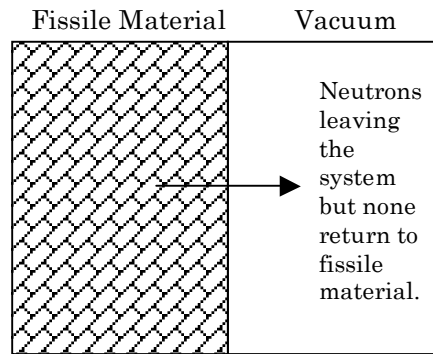 Fissile Material Vacuum
Neutrons
leaving
the
system
but none
return to
fissile
material.